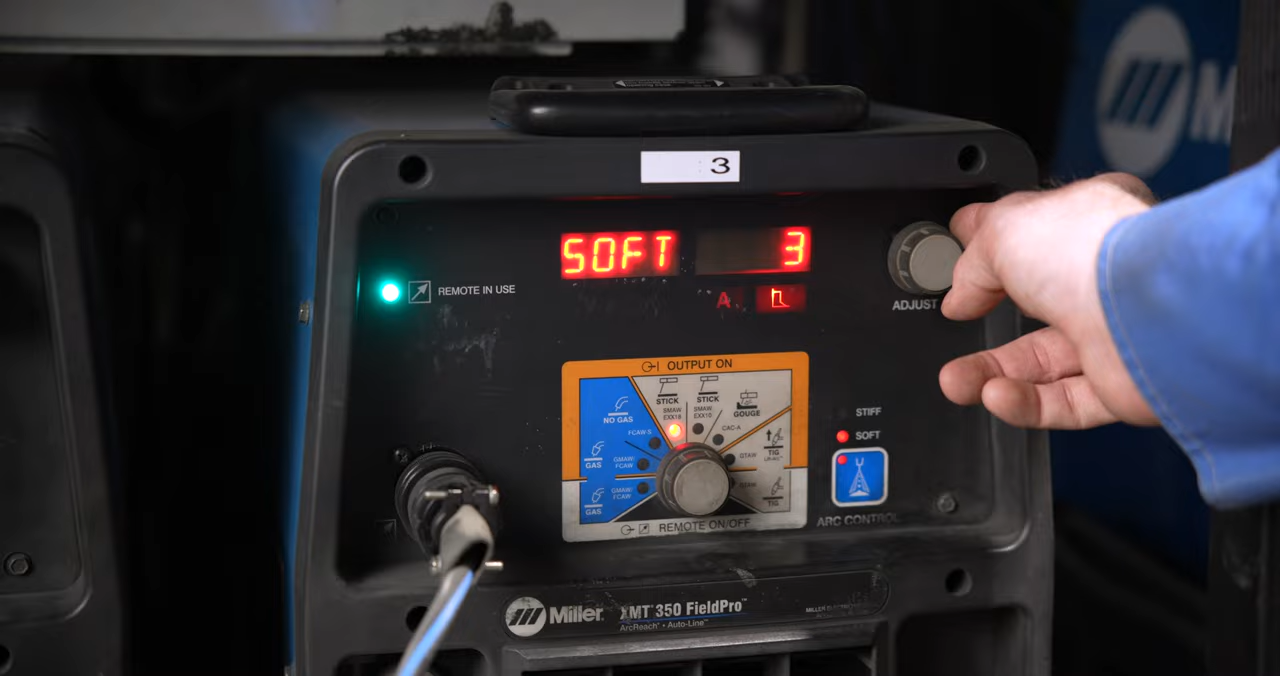 3
SOFT 3
A
REMOTE IN USE
ADJUST
OUTPUT ON
STICK
SMAW
EXX18
STICK
SMAW
EXX10
GOUGE
CAC-A
NO GAS
FCAW-S
GAS
GMAW/
FCAW
GAS
GMAW/
FCAW
TIG
GTAW
TIG
REMOTE ON/OFF
STIFF
SOFT
ARC CONTROL
Miller
XMT® 350 FieldPro™
ArcReach® • Auto-Line™
M